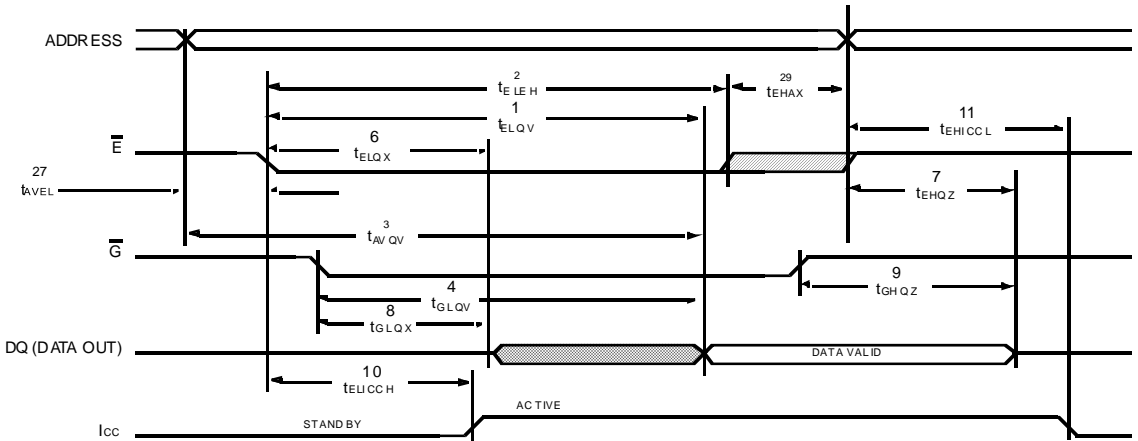 ADDRESS
2
tELEH
29
tEHAX
1
tELQV
11
tEHICCL
E
6
tELQX
27
tAVEL
7
tEHQZ
3
tAVQV
G
9
tGHQZ
4
tGLQV
8
tGLQX
DQ (DATA OUT)
DATA VALID
10
tELICCH
ACTIVE
ICC
STANDBY